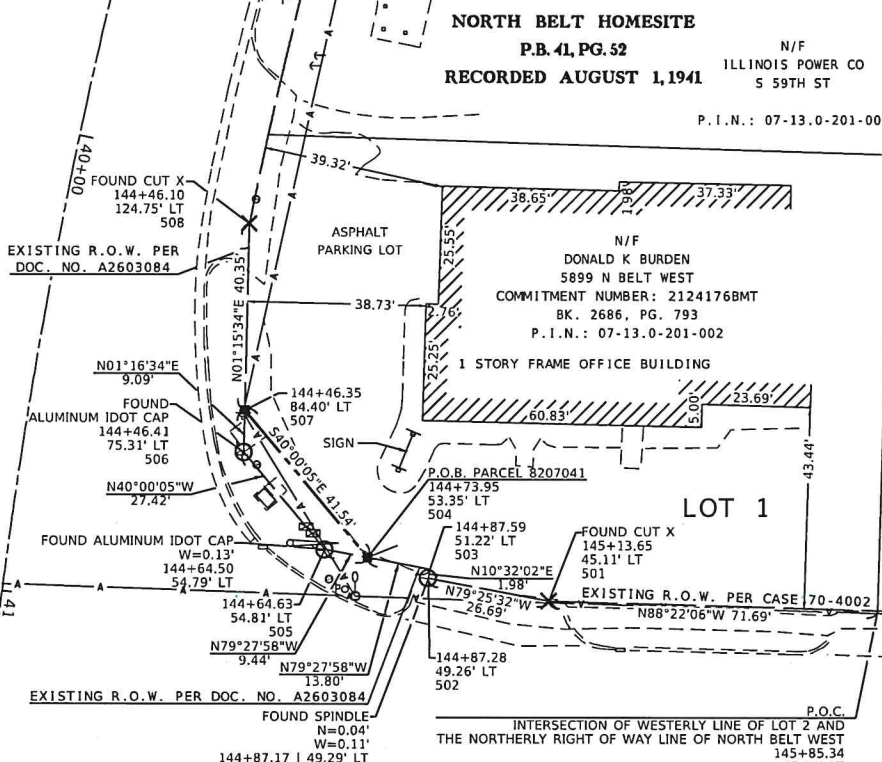 NORTH BELT HOMESITE
P.B. 41, PG. 52
RECORDED AUGUST 1, 1941
N/F
ILLINOIS POWER CO
S 59TH ST
P.I.N.: 07-13.0-201-00
L40+00
39.32'
FOUND CUT X
144+46.10
124.75' LT
508
38.65'
1.98'
37.33'
ASPHALT
PARKING LOT
25.55'
EXISTING R.O.W. PER
DOC. NO. A2603084
N01°15'34"E 40.35'
N/F
DONALD K BURDEN
5899 N BELT WEST
COMMITMENT NUMBER: 2124176BMT
BK. 2686, PG. 793
P.I.N.: 07-13.0-201-002
38.73'
2.76'
25.25'
1 STORY FRAME OFFICE BUILDING
N01°16'34"E
9.09'
144+46.35
84.40' LT
507
60.83'
5.00'
23.69'
FOUND
ALUMINUM IDOT CAP
144+46.41
75.31' LT
506
S40°00'05"E 41.54'
SIGN
43.44'
N40°00'05"W
27.42'
P.O.B. PARCEL 8207041
144+73.95
53.35' LT
504
LOT 1
144+87.59
51.22' LT
503
FOUND CUT X
145+13.65
45.11' LT
501
FOUND ALUMINUM IDOT CAP
W=0.13'
144+64.50
54.79' LT
N10°32'02"E
1.98'
N79°25'32"W
26.69'
EXISTING R.O.W. PER CASE 70-4002
N88°22'06"W 71.69'
41
A
A
A
A
PO
144+64.63
54.81' LT
505
N79°27'58"W
9.44'
N79°27'58"W
13.80'
144+87.28
49.26' LT
502
EXISTING R.O.W. PER DOC. NO. A2603084
FOUND SPINDLE
N=0.04'
W=0.11'
144+87.17 | 49.29' LT
P.O.C.
INTERSECTION OF WESTERLY LINE OF LOT 2 AND
THE NORTHERLY RIGHT OF WAY LINE OF NORTH BELT WEST
145+85.34